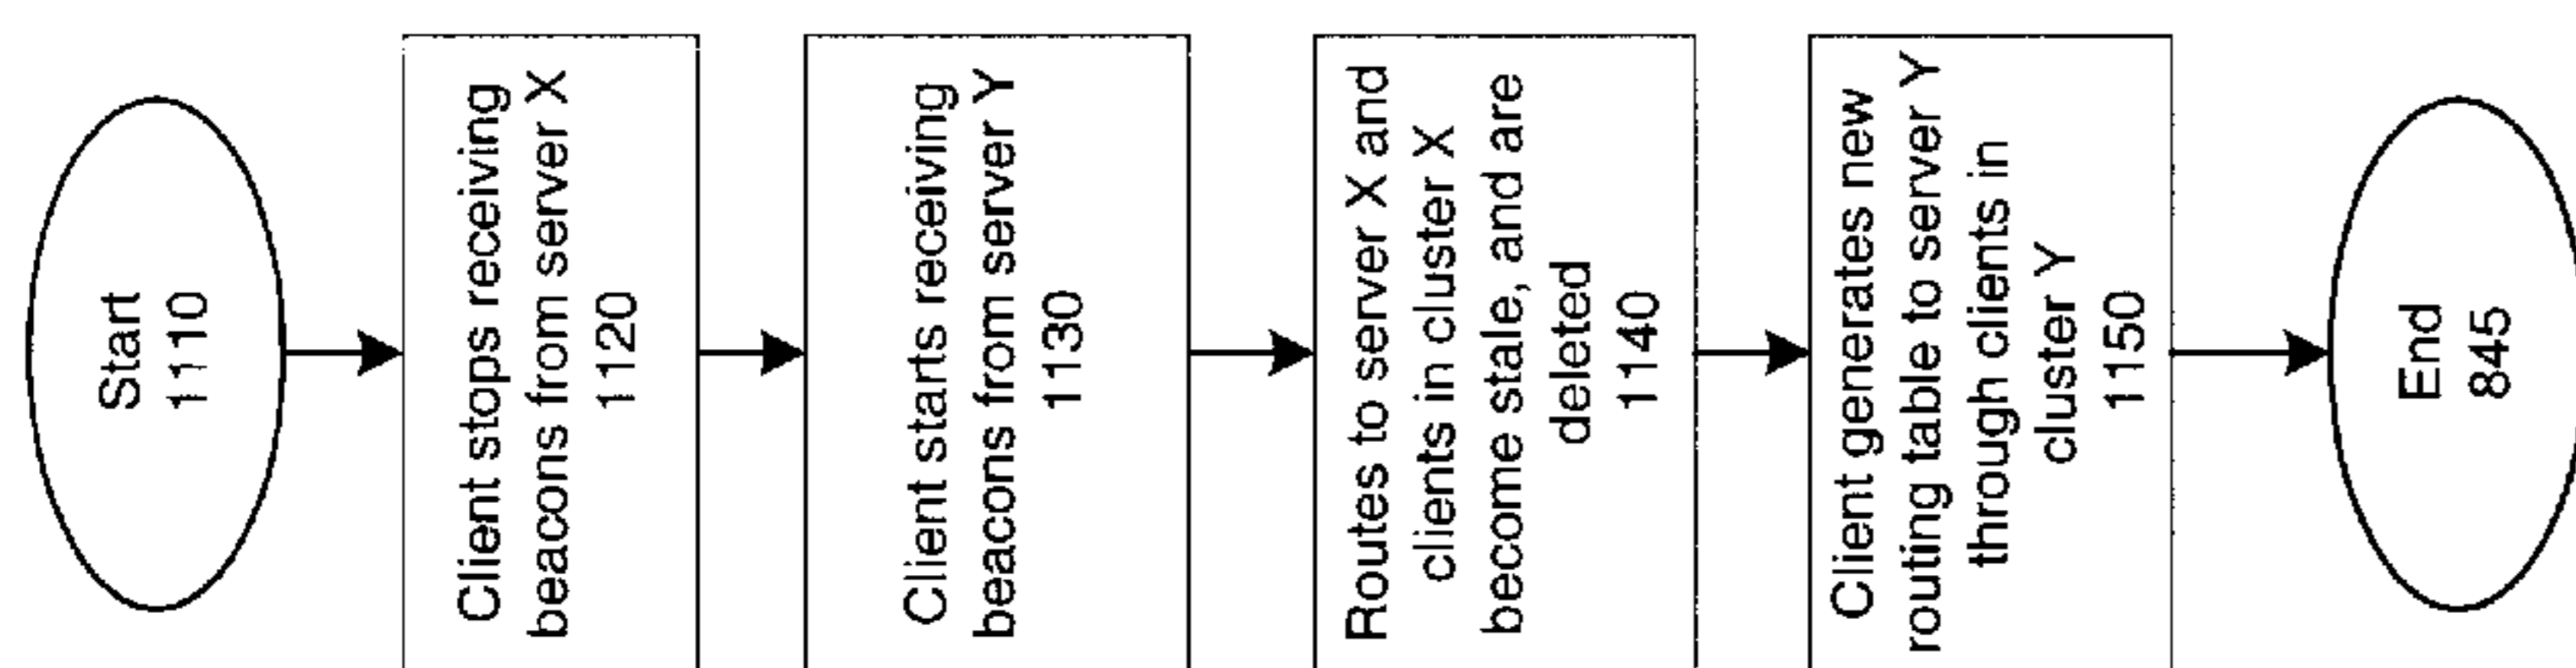 Start
1110
Client stops receiving
beacons from server X
1120
Client starts receiving
beacons from server Y
1130
Routes to server X and
clients in cluster X
become stale, and are
deleted
1140
Client generates new
routing table to server Y
through clients in
cluster Y
1150
End
845